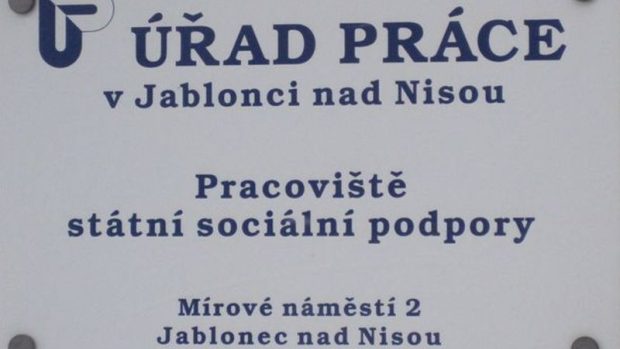 ÚŘAD PRÁCE
v Jablonci nad Nisou
Pracoviště
státní sociální podpory
Mírové náměstí 2
Jablonec nad Nisou